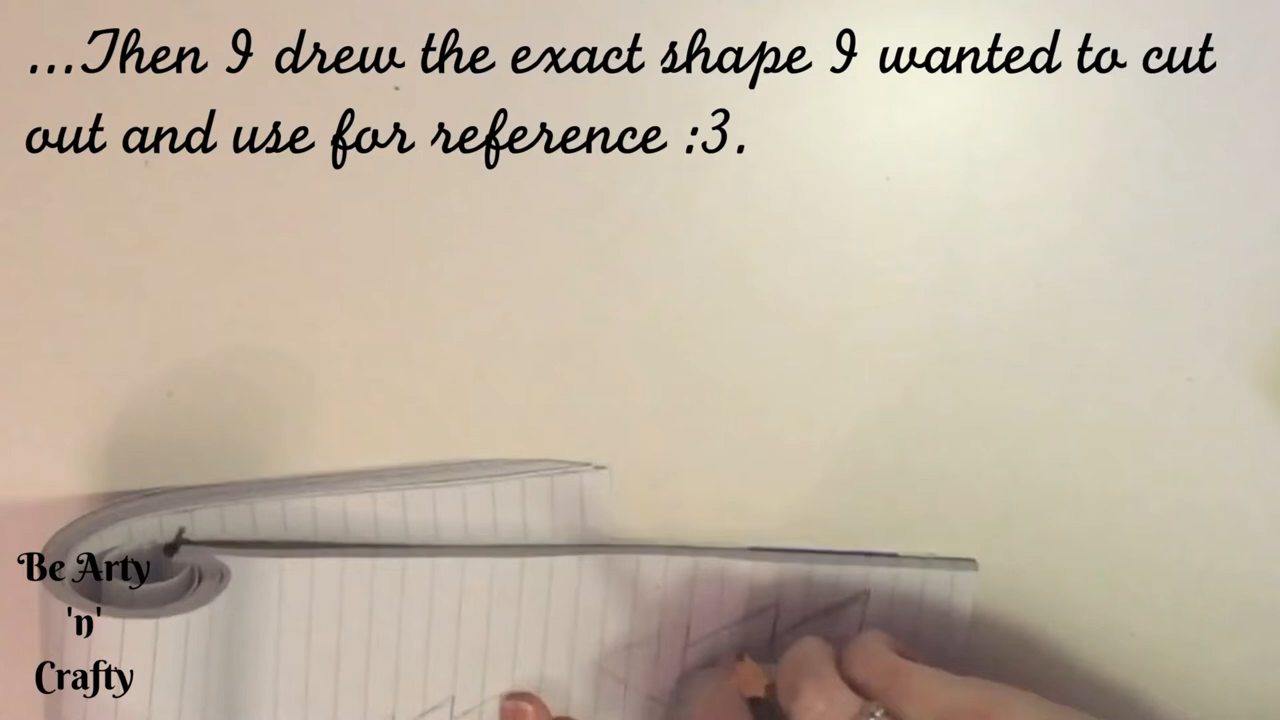 ...Then I drew the exact shape I wanted to cut
out and use for reference :3.
Be Arty
'n'
Crafty